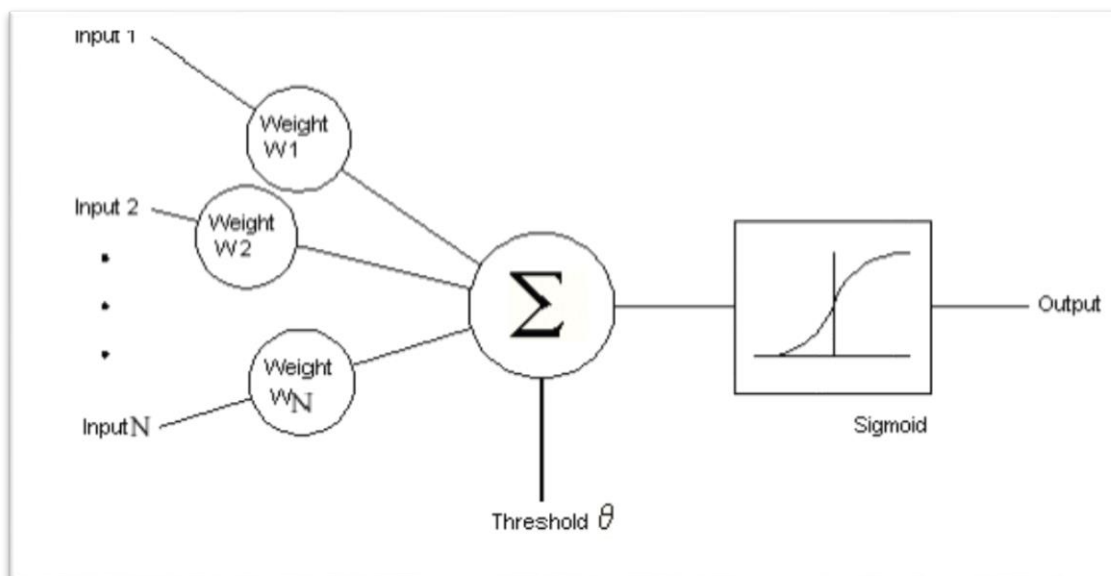 Input 1
Weight
W1
Input 2
Weight
W2
Σ
Output
Weight
WN
Input N
Sigmoid
Threshold θ